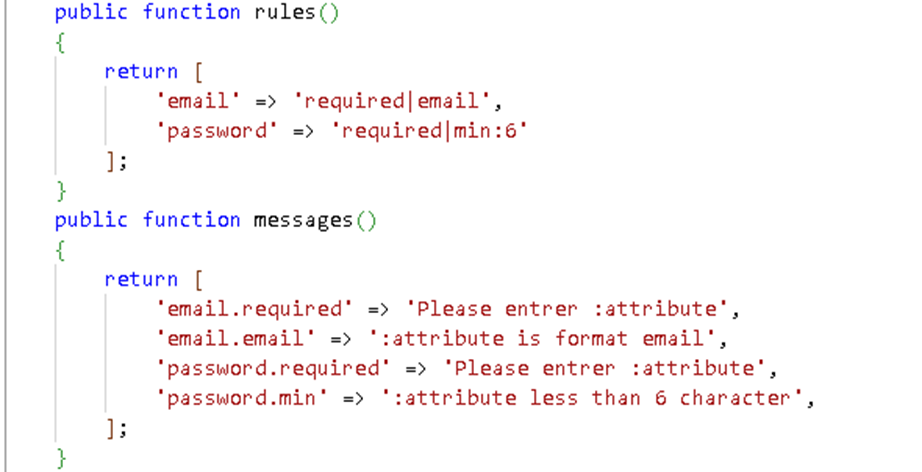 public function rules()
{
return [
'email' => 'required|email',
'password' => 'required|min:6'
];
}
public function messages()
{
return [
'email.required' => 'Please entrer :attribute',
'email.email' => ':attribute is format email',
'password.required' => 'Please entrer :attribute',
'password.min' => ':attribute less than 6 character',
];
}